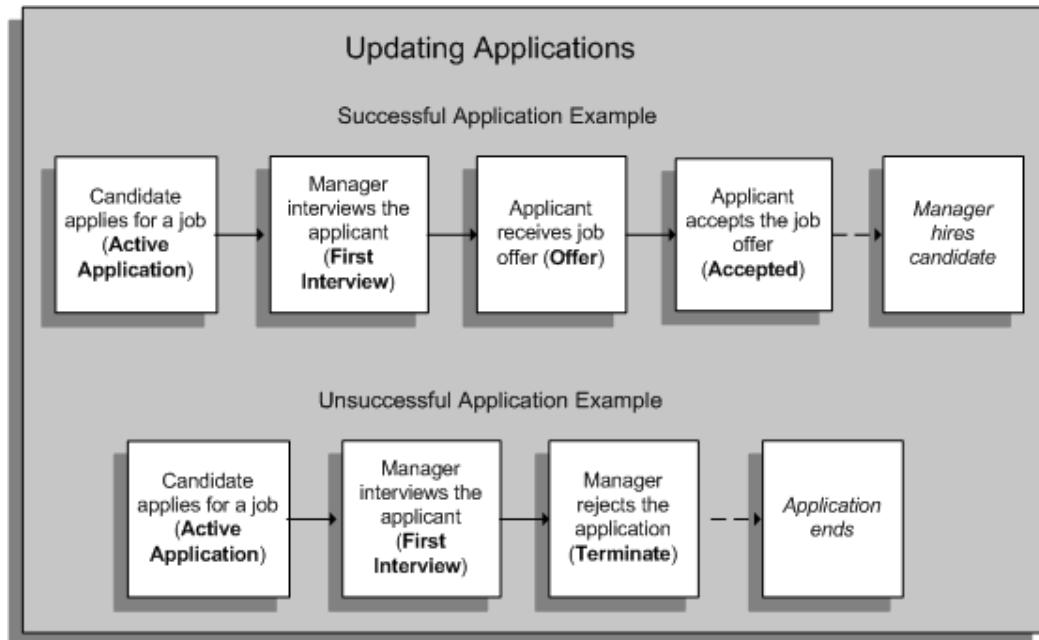 Updating Applications
Successful Application Example
Candidate
applies for a job
(Active
Application)
Manager
interviews the
applicant
(First
Interview)
Applicant
receives job
offer (Offer)
Applicant
accepts the job
offer
(Accepted)
Manager
hires
candidate
Unsuccessful Application Example
Candidate
applies for a job
(Active
Application)
Manager
interviews the
applicant
(First
Interview)
Manager
rejects the
application
(Terminate)
Application
ends